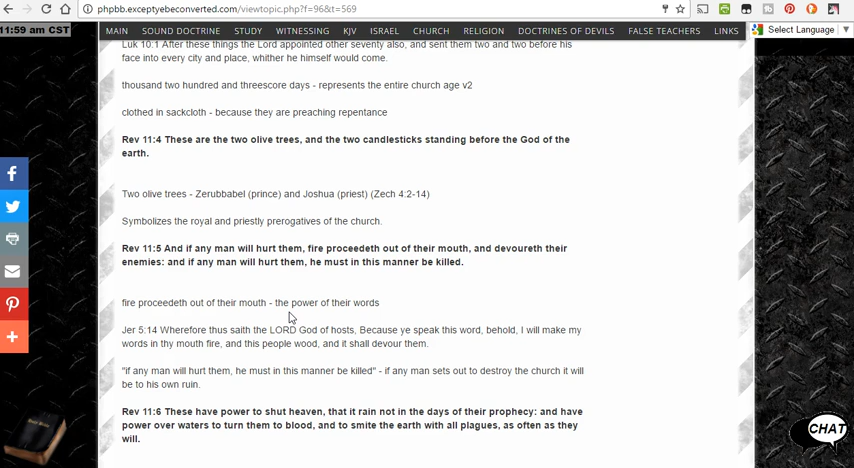 phpbb.exceptyebeconverted.com/viewtopic.php?f=96&t=569
11:59 am CST
MAIN SOUND DOCTRINE STUDY WITNESSING KJV ISRAEL CHURCH RELIGION DOCTRINES OF DEVILS FALSE TEACHERS LINKS
Select Language
Luk 10:1 After these things the Lord appointed other seventy also, and sent them two and two before his
face into every city and place, whither he himself would come.
thousand two hundred and threescore days - represents the entire church age v2
clothed in sackcloth - because they are preaching repentance
Rev 11:4 These are the two olive trees, and the two candlesticks standing before the God of the
earth.
Two olive trees - Zerubbabel (prince) and Joshua (priest) (Zech 4:2-14)
Symbolizes the royal and priestly prerogatives of the church.
Rev 11:5 And if any man will hurt them, fire proceedeth out of their mouth, and devoureth their
enemies: and if any man will hurt them, he must in this manner be killed.
fire proceedeth out of their mouth - the power of their words
Jer 5:14 Wherefore thus saith the LORD God of hosts, Because ye speak this word, behold, I will make my
words in thy mouth fire, and this people wood, and it shall devour them.
"if any man will hurt them, he must in this manner be killed" - if any man sets out to destroy the church it will
be to his own ruin.
Rev 11:6 These have power to shut heaven, that it rain not in the days of their prophecy: and have
power over waters to turn them to blood, and to smite the earth with all plagues, as often as they
will.
CHAT